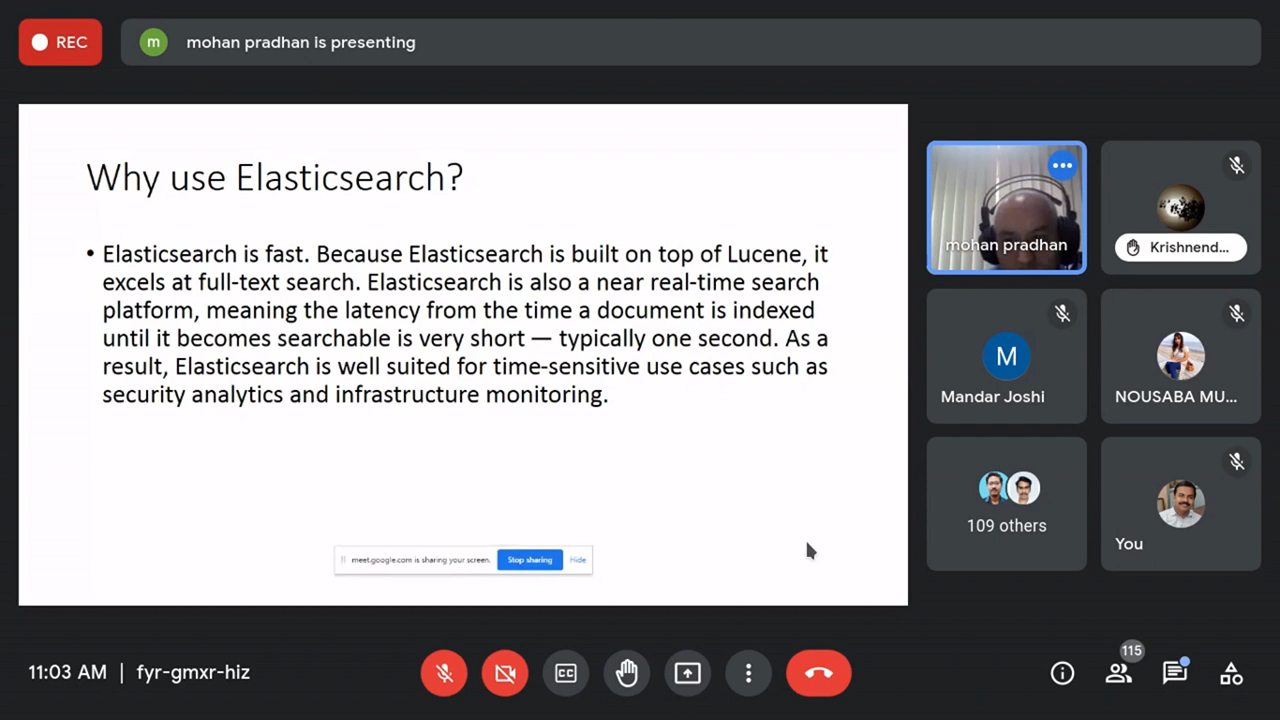 REC
m
mohan pradhan is presenting
Why use Elasticsearch?
• Elasticsearch is fast. Because Elasticsearch is built on top of Lucene, it
excels at full-text search. Elasticsearch is also a near real-time search
platform, meaning the latency from the time a document is indexed
until it becomes searchable is very short — typically one second. As a
result, Elasticsearch is well suited for time-sensitive use cases such as
security analytics and infrastructure monitoring.
meet.google.com is sharing your screen.
Stop sharing
Hide
mohan pradhan
Krishnend...
M
Mandar Joshi
NOUSABA MU...
109 others
You
11:03 AM | fyr-gmxr-hiz
CC
115